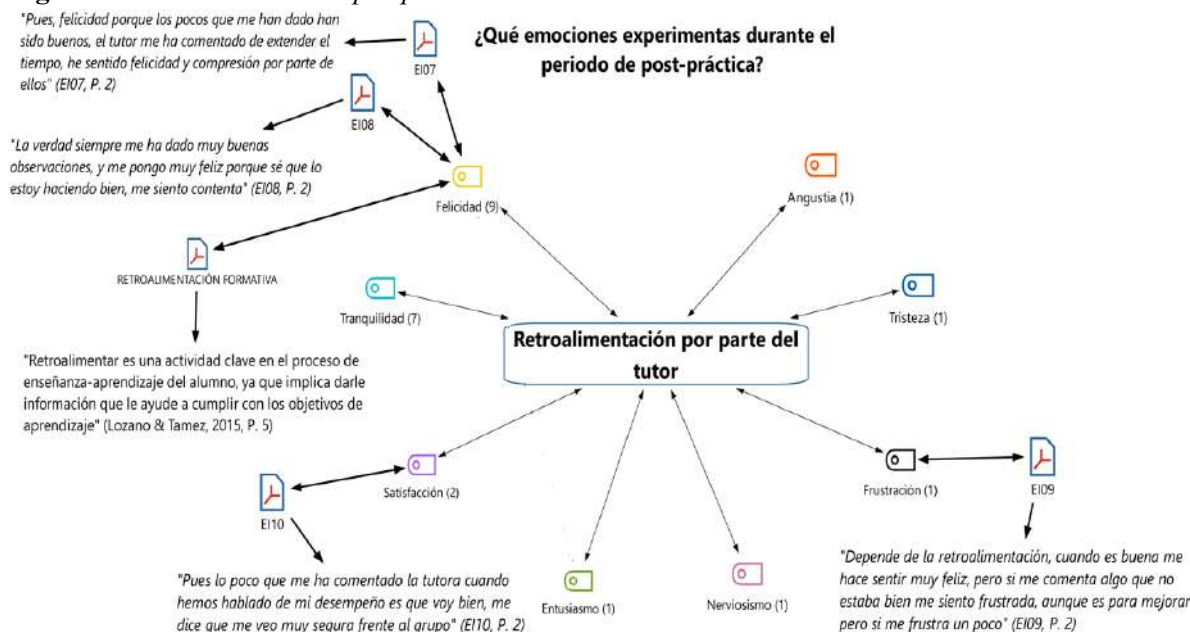 "Pues, felicidad porque los pocos que me han dado han
sido buenos, el tutor me ha comentado de extender el
tiempo, he sentido felicidad y compresión por parte de
ellos" (EI07, P. 2)
EI07
¿Qué emociones experimentas durante el
periodo de post-práctica?
EI08
"La verdad siempre me ha dado muy buenas
observaciones, y me pongo muy feliz porque sé que lo
estoy haciendo bien, me siento contenta" (EI08, P. 2)
Felicidad (9)
Angustia (1)
RETROALIMENTACIÓN FORMATIVA
Tranquilidad (7)
Tristeza (1)
Retroalimentación por parte del
tutor
"Retroalimentar es una actividad clave en el proceso de
enseñanza-aprendizaje del alumno, ya que implica darle
información que le ayude a cumplir con los objetivos de
aprendizaje" (Lozano & Tamez, 2015, P. 5)
Satisfacción (2)
EI10
Frustración (1)
EI09
"Pues lo poco que me ha comentado la tutora cuando
hemos hablado de mi desempeño es que voy bien, me
dice que me veo muy segura frente al grupo" (EI10, P. 2)
Entusiasmo (1)
Nerviosismo (1)
"Depende de la retroalimentación, cuando es buena me
hace sentir muy feliz, pero si me comenta algo que no
estaba bien me siento frustrada, aunque es para mejorar
pero sí me frustra un poco" (EI09, P. 2)